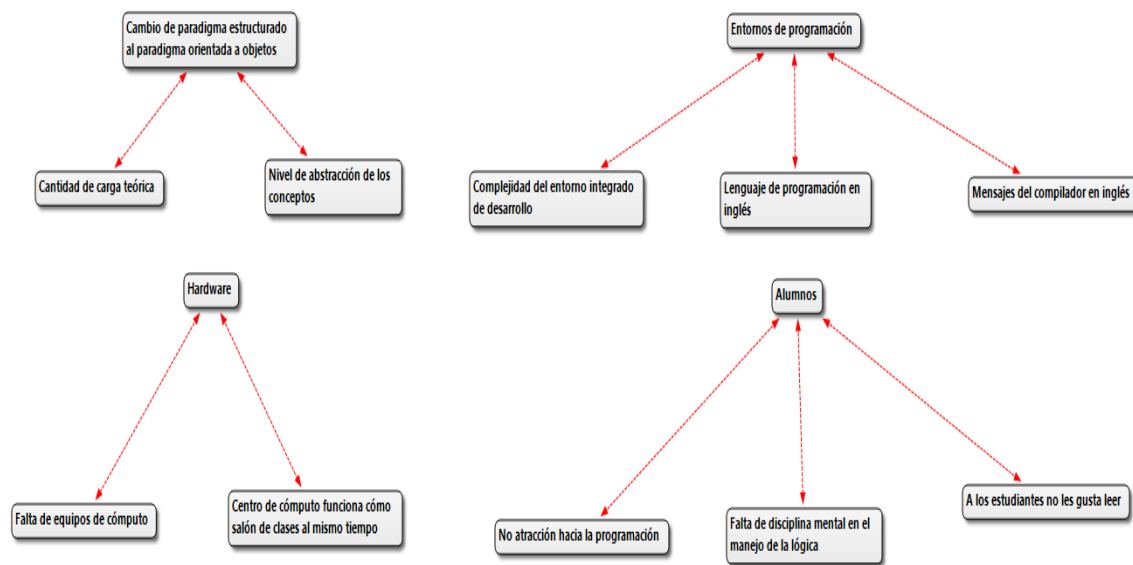 Cambio de paradigma estructurado
al paradigma orientada a objetos
Cantidad de carga teórica
Nivel de abstracción de los
conceptos
Entornos de programación
Complejidad del entorno integrado
de desarrollo
Lenguaje de programación en
inglés
Mensajes del compilador en inglés
Hardware
Falta de equipos de cómputo
Centro de cómputo funciona cómo
salón de clases al mismo tiempo
Alumnos
No atracción hacia la programación
Falta de disciplina mental en el
manejo de la lógica
A los estudiantes no les gusta leer